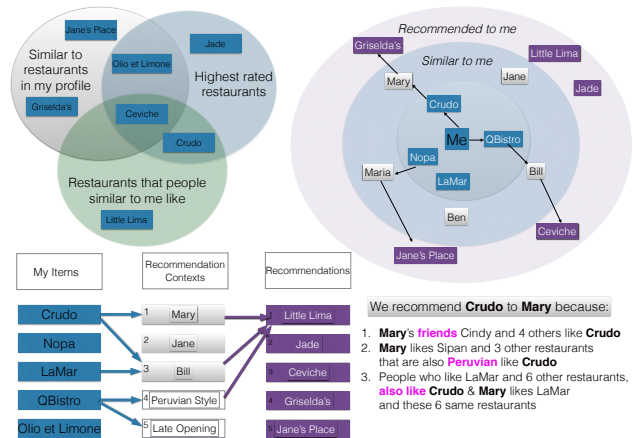 Jane's Place
Similar to
restaurants
in my profile
Griselda's
Olio et Limone
Jade
Highest rated
restaurants
Ceviche
Crudo
Restaurants that people
similar to me like
Little Lima
Recommended to me
Griselda's
Little Lima
Similar to me
Jane
Mary
Jade
Crudo
Me
QBistro
Nopa
Maria
LaMar
Bill
Ben
Ceviche
Jane's Place
My Items
Crudo
Nopa
LaMar
QBistro
Olio et Limone
Recommendation
Contexts
1 Mary
2 Jane
3 Bill
4 Peruvian Style
5 Late Opening
Recommendations
1 Little Lima
2 Jade
3 Ceviche
4 Griselda's
5 Jane's Place
We recommend Crudo to Mary because:
1. Mary's friends Cindy and 4 others like Crudo
2. Mary likes Sipan and 3 other restaurants
that are also Peruvian like Crudo
3. People who like LaMar and 6 other restaurants,
also like Crudo & Mary likes LaMar
and these 6 same restaurants